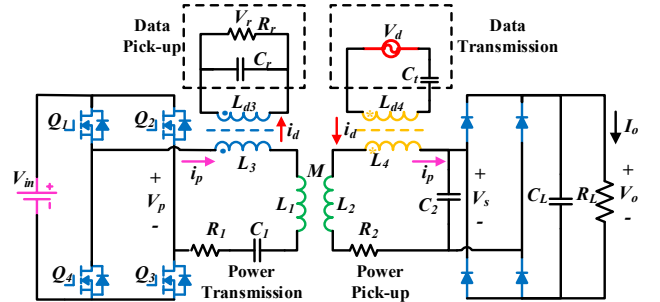 Data
Pick-up
V_r
R_r
C_r
V_d
C_t
Data
Transmission
L_d3
L_d4
Q_1
Q_2
i_d
i_d
I_o
L_3
L_4
i_p
M
i_p
V_in
+
-
+
V_p
-
L_1
L_2
C_2
+
V_s
-
C_L
R_L
+
V_o
-
R_1
C_1
R_2
Q_4
Q_3
Power
Transmission
Power
Pick-up